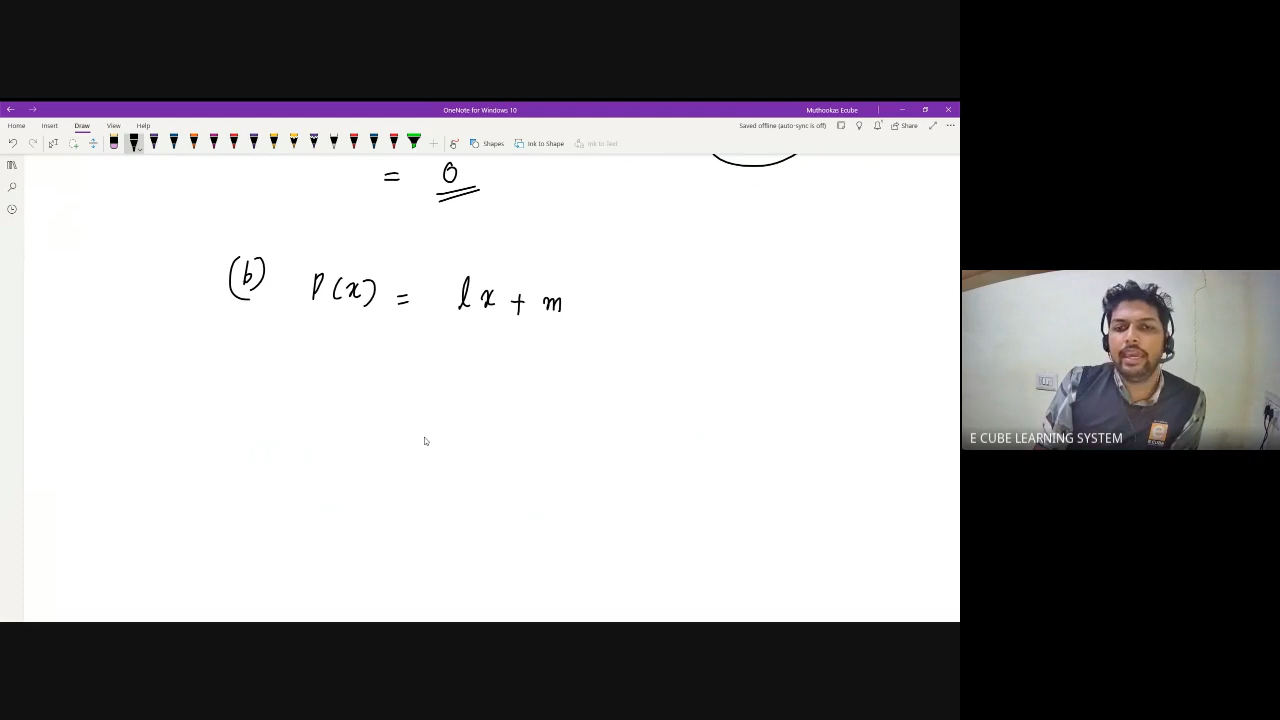 OneNote for Windows 10
Muthookas Ecube
Home Insert Draw View Help
Saved offline (auto-sync is off) Share
Shapes Ink to Shape Ink to Text
= 0
(b) P(x) = lx + m
E CUBE LEARNING SYSTEM